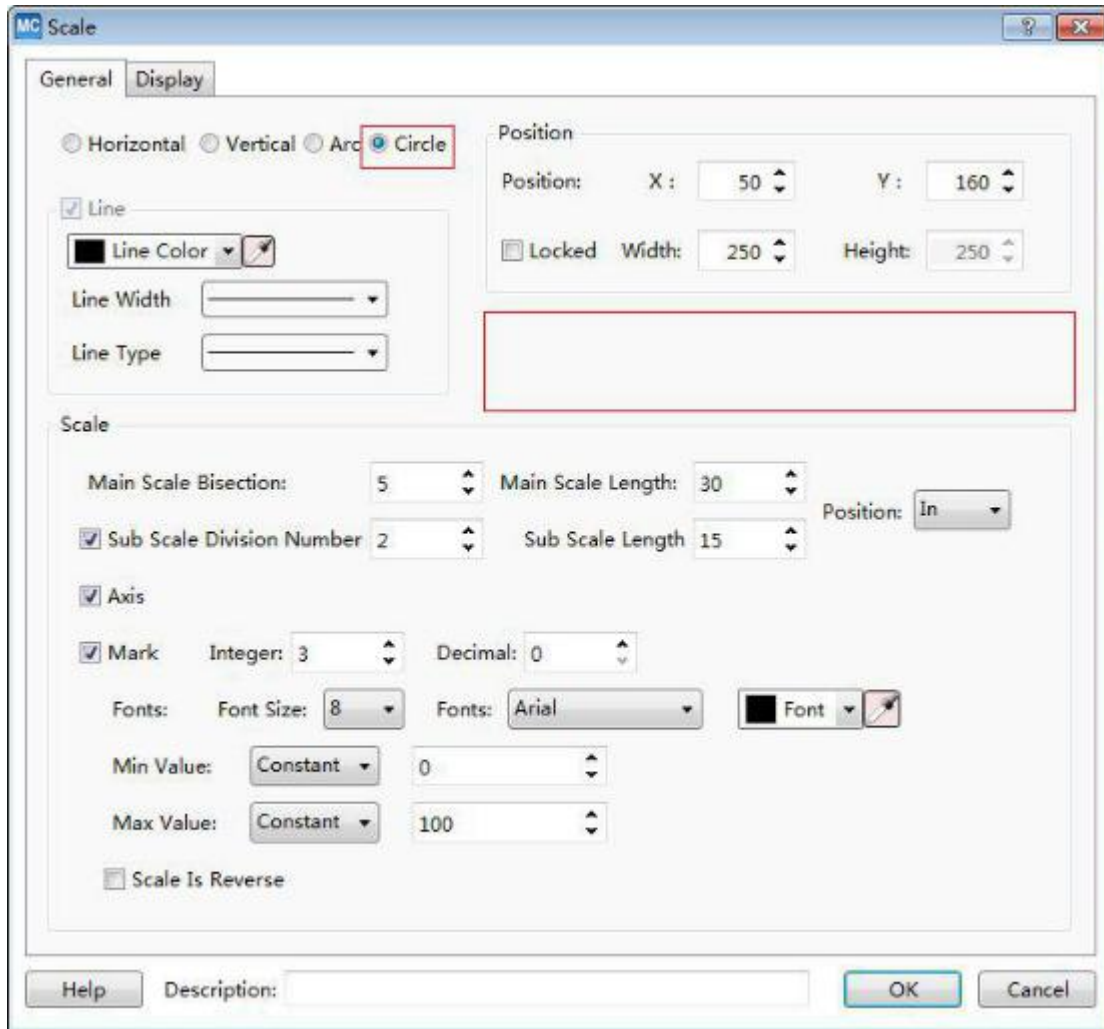 MC Scale
General Display
Horizontal Vertical Arc Circle
Line
Line Color
Line Width
Line Type
Position
Position: X : 50 Y : 160
Locked Width: 250 Height: 250
Scale
Main Scale Bisection: 5 Main Scale Length: 30
Position: In
Sub Scale Division Number 2 Sub Scale Length 15
Axis
Mark Integer: 3 Decimal: 0
Fonts: Font Size: 8 Fonts: Arial Font
Min Value: Constant 0
Max Value: Constant 100
Scale Is Reverse
Help Description: OK Cancel